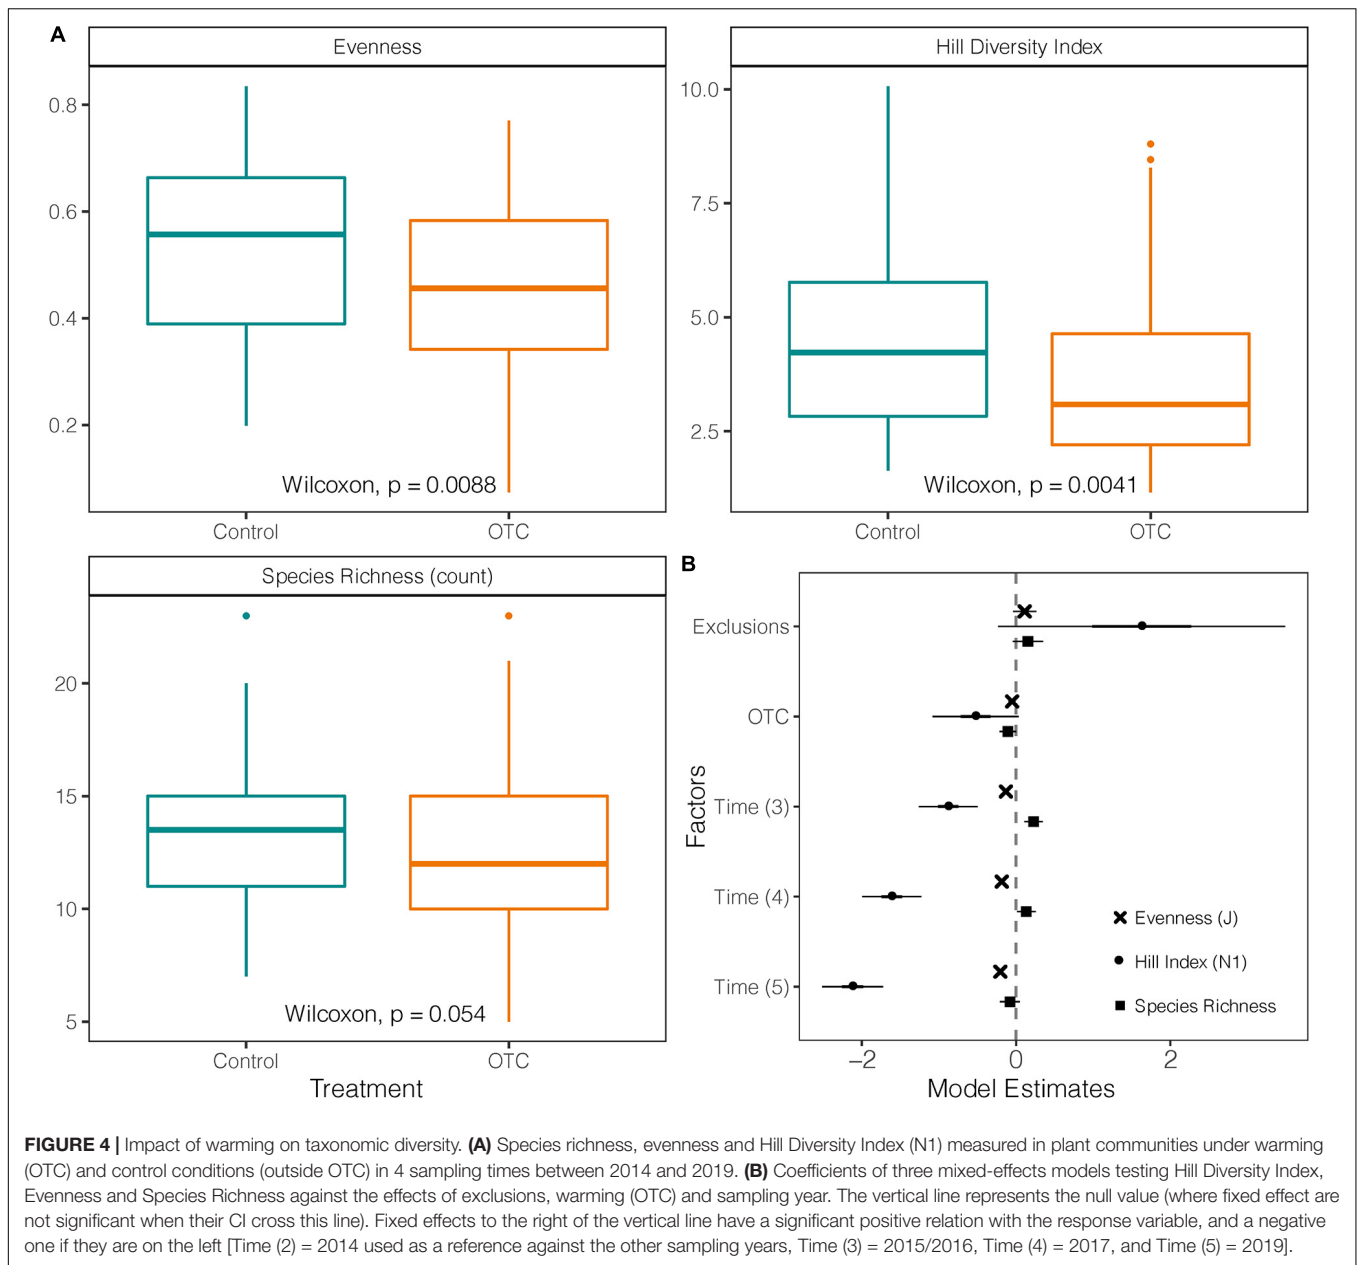 A
Evenness
0.8
0.6
0.4
0.2
Wilcoxon, p = 0.0088
Control
OTC
Hill Diversity Index
10.0
7.5
5.0
2.5
Wilcoxon, p = 0.0041
Control
OTC
Species Richness (count)
20
15
10
5
Wilcoxon, p = 0.054
Control
OTC
Treatment
B
Factors
Exclusions
OTC
Time (3)
Time (4)
Time (5)
Evenness (J)
Hill Index (N1)
Species Richness
−2
0
2
Model Estimates
FIGURE 4 | Impact of warming on taxonomic diversity. (A) Species richness, evenness and Hill Diversity Index (N1) measured in plant communities under warming
(OTC) and control conditions (outside OTC) in 4 sampling times between 2014 and 2019. (B) Coefficients of three mixed-effects models testing Hill Diversity Index,
Evenness and Species Richness against the effects of exclusions, warming (OTC) and sampling year. The vertical line represents the null value (where fixed effect are
not significant when their CI cross this line). Fixed effects to the right of the vertical line have a significant positive relation with the response variable, and a negative
one if they are on the left [Time (2) = 2014 used as a reference against the other sampling years, Time (3) = 2015/2016, Time (4) = 2017, and Time (5) = 2019].